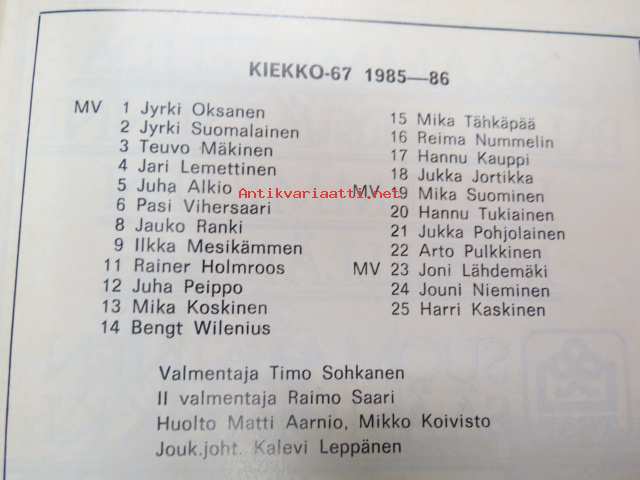 KIEKKO-67 1985—86
MV 1 Jyrki Oksanen
2 Jyrki Suomalainen
3 Teuvo Mäkinen
4 Jari Lemettinen
5 Juha Alkio
6 Pasi Vihersaari
8 Jauko Ranki
9 Ilkka Mesikämmen
11 Rainer Holmroos
12 Juha Peippo
13 Mika Koskinen
14 Bengt Wilenius
15 Mika Tähkäpää
16 Reima Nummelin
17 Hannu Kauppi
18 Jukka Jortikka
MV 19 Mika Suominen
20 Hannu Tukiainen
21 Jukka Pohjolainen
22 Arto Pulkkinen
MV 23 Joni Lähdemäki
24 Jouni Nieminen
25 Harri Kaskinen
Valmentaja Timo Sohkanen
II valmentaja Raimo Saari
Huolto Matti Aarnio, Mikko Koivisto
Jouk.joht. Kalevi Leppänen
Antikvariaatti.net